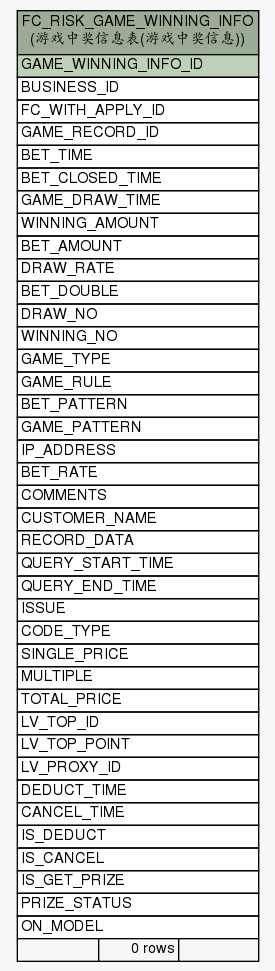 FC_RISK_GAME_WINNING_INFO
(游戏中奖信息表(游戏中奖信息))
GAME_WINNING_INFO_ID
BUSINESS_ID
FC_WITH_APPLY_ID
GAME_RECORD_ID
BET_TIME
BET_CLOSED_TIME
GAME_DRAW_TIME
WINNING_AMOUNT
BET_AMOUNT
DRAW_RATE
BET_DOUBLE
DRAW_NO
WINNING_NO
GAME_TYPE
GAME_RULE
BET_PATTERN
GAME_PATTERN
IP_ADDRESS
BET_RATE
COMMENTS
CUSTOMER_NAME
RECORD_DATA
QUERY_START_TIME
QUERY_END_TIME
ISSUE
CODE_TYPE
SINGLE_PRICE
MULTIPLE
TOTAL_PRICE
LV_TOP_ID
LV_TOP_POINT
LV_PROXY_ID
DEDUCT_TIME
CANCEL_TIME
IS_DEDUCT
IS_CANCEL
IS_GET_PRIZE
PRIZE_STATUS
ON_MODEL
0 rows